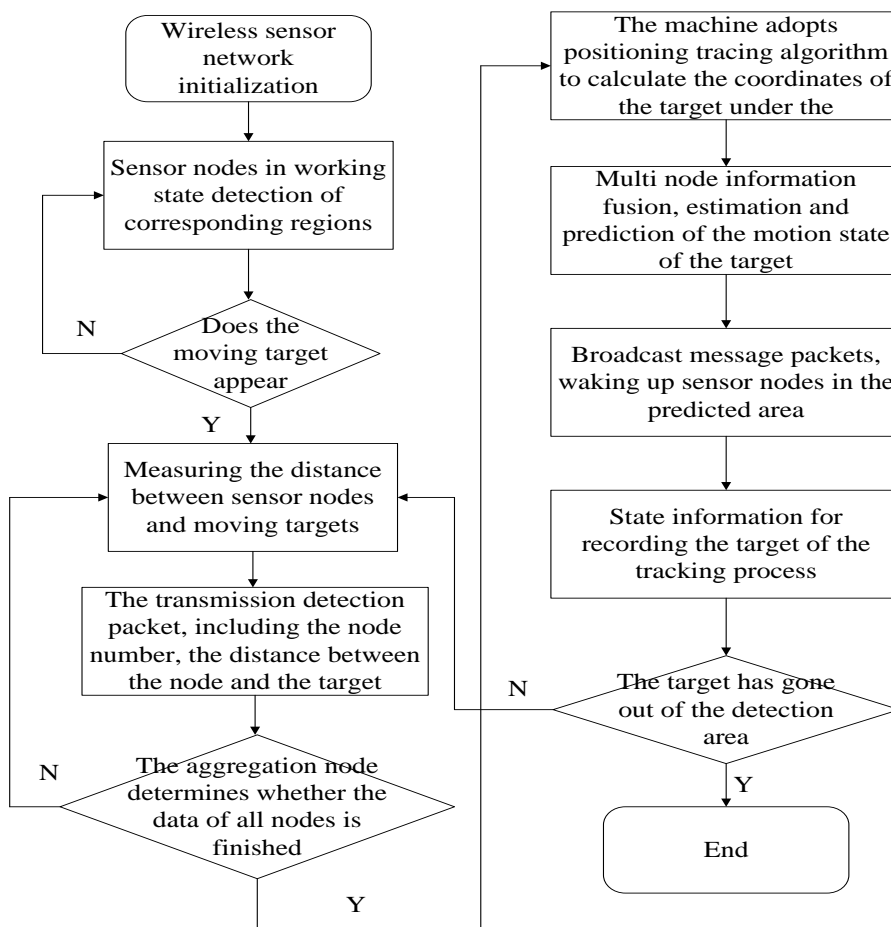 Wireless sensor
network
initialization
Sensor nodes in working
state detection of
corresponding regions
N
Does the
moving target
appear
Y
Measuring the distance
between sensor nodes
and moving targets
The transmission detection
packet, including the node
number, the distance between
the node and the target
N
The aggregation node
determines whether the
data of all nodes is
finished
Y
The machine adopts
positioning tracing algorithm
to calculate the coordinates of
the target under the
Multi node information
fusion, estimation and
prediction of the motion state
of the target
Broadcast message packets,
waking up sensor nodes in the
predicted area
State information for
recording the target of the
tracking process
N
The target has gone
out of the detection
area
Y
End